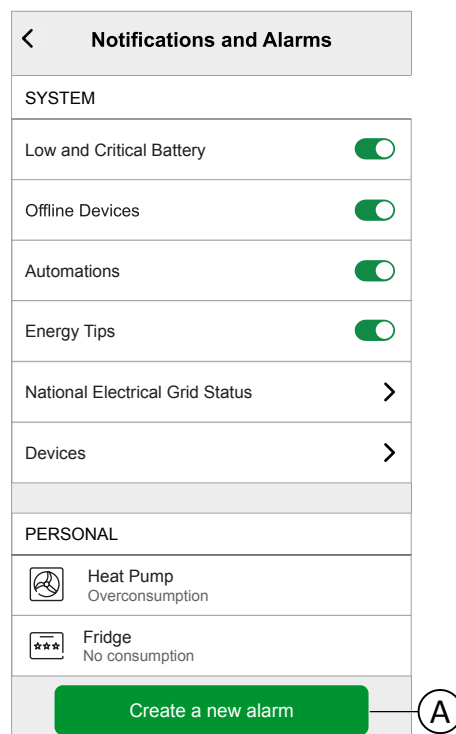 Notifications and Alarms
SYSTEM
Low and Critical Battery
Offline Devices
Automations
Energy Tips
National Electrical Grid Status
Devices
PERSONAL
Heat Pump
Overconsumption
Fridge
No consumption
Create a new alarm
A